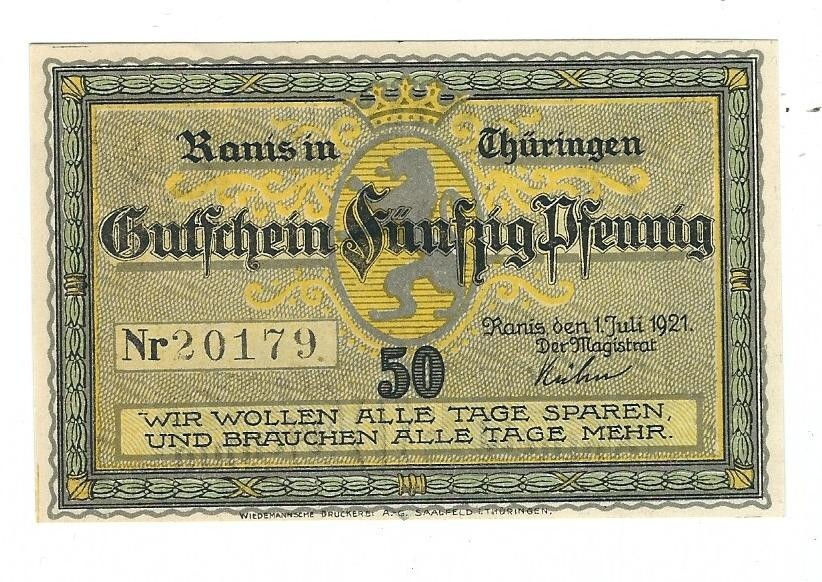 Ranis in Thüringen
Gutschein Fünfzig Pfennig
Nr 20179.
Ranis den 1. Juli 1921.
Der Magistrat
Kühn
50
WIR WOLLEN ALLE TAGE SPAREN,
UND BRAUCHEN ALLE TAGE MEHR.
WIEDEMANNSCHE DRUCKEREI A.-G. SAALFELD I. THÜRINGEN.